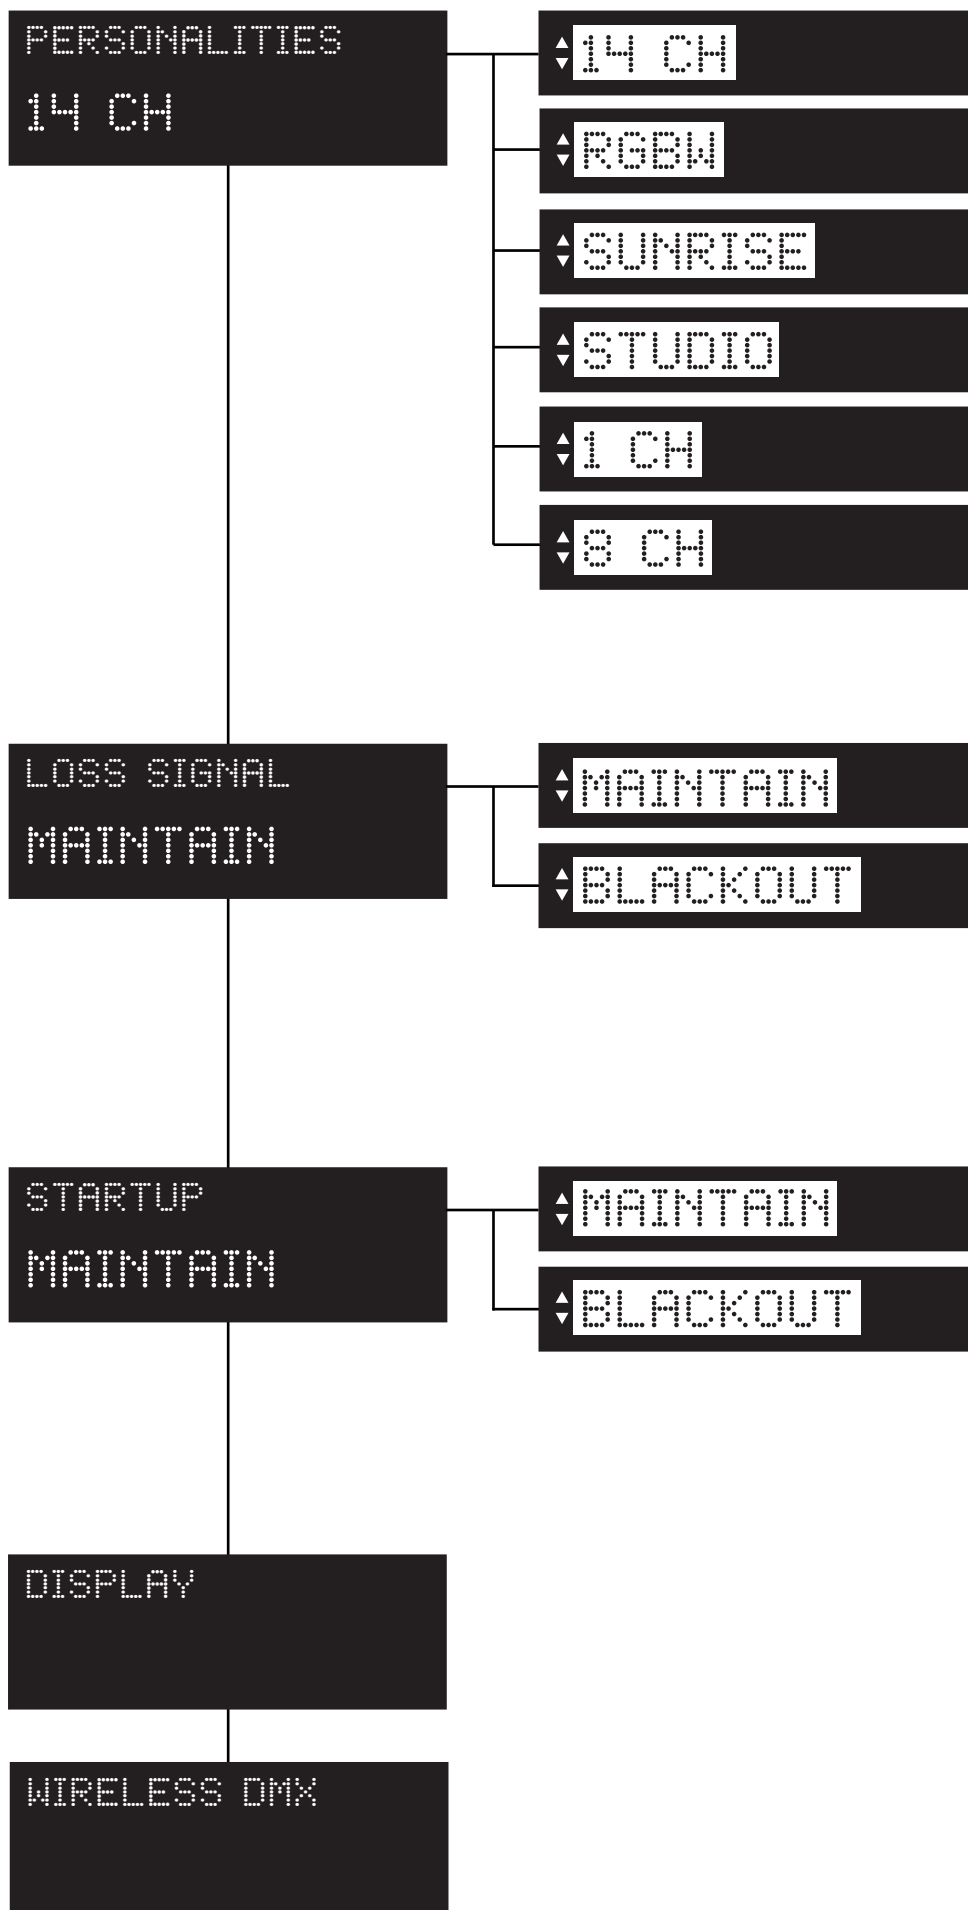 PERSONALITIES
14 CH
14 CH
RGBW
SUNRISE
STUDIO
1 CH
8 CH
LOSS SIGNAL
MAINTAIN
MAINTAIN
BLACKOUT
STARTUP
MAINTAIN
MAINTAIN
BLACKOUT
DISPLAY
WIRELESS DMX